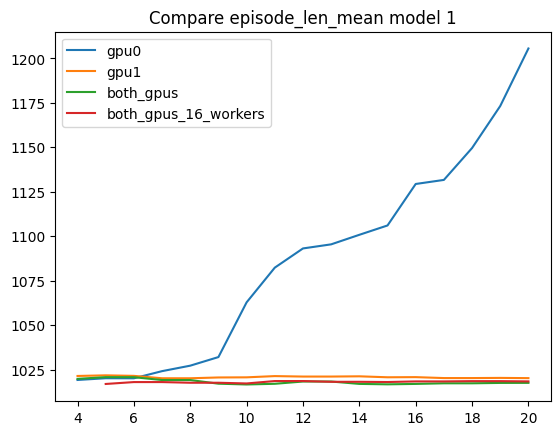 Compare episode_len_mean model 1
gpu0
gpu1
both_gpus
both_gpus_16_workers
1200
1175
1150
1125
1100
1075
1050
1025
4 6 8 10 12 14 16 18 20